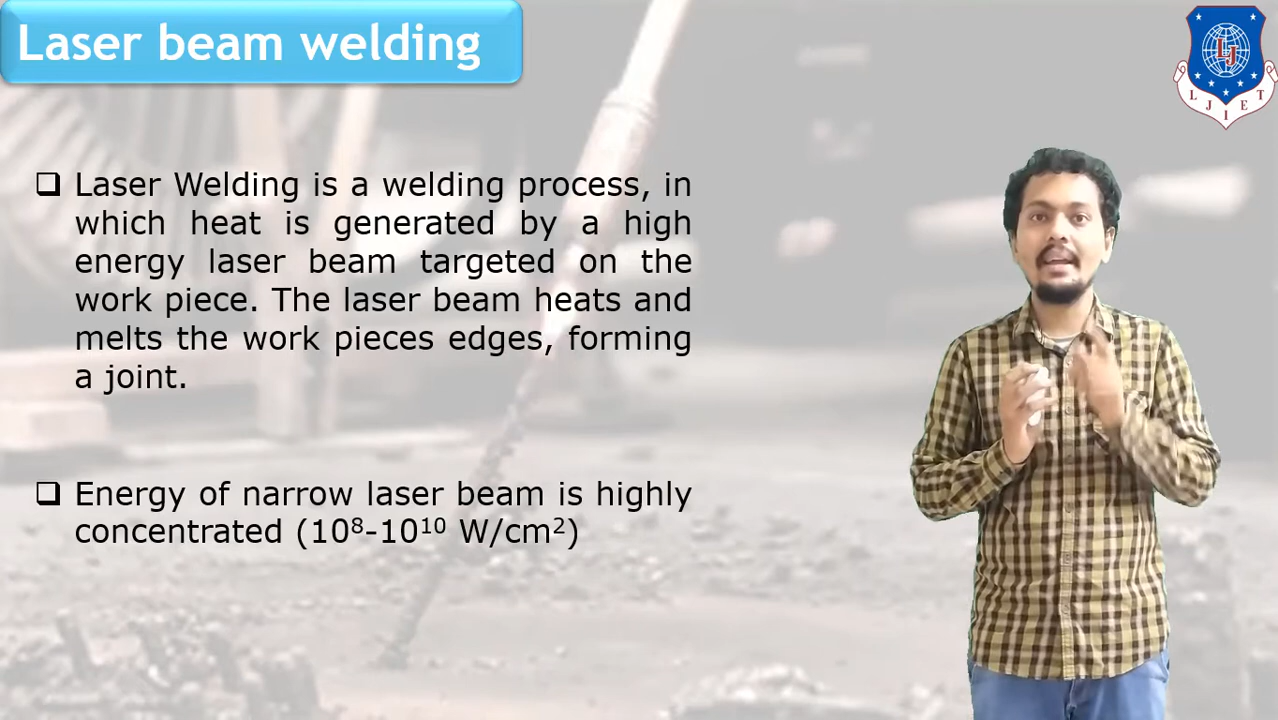 Laser beam welding
LJ
L J I E T
❑ Laser Welding is a welding process, in
which heat is generated by a high
energy laser beam targeted on the
work piece. The laser beam heats and
melts the work pieces edges, forming
a joint.
❑ Energy of narrow laser beam is highly
concentrated (10⁸-10¹⁰ W/cm²)